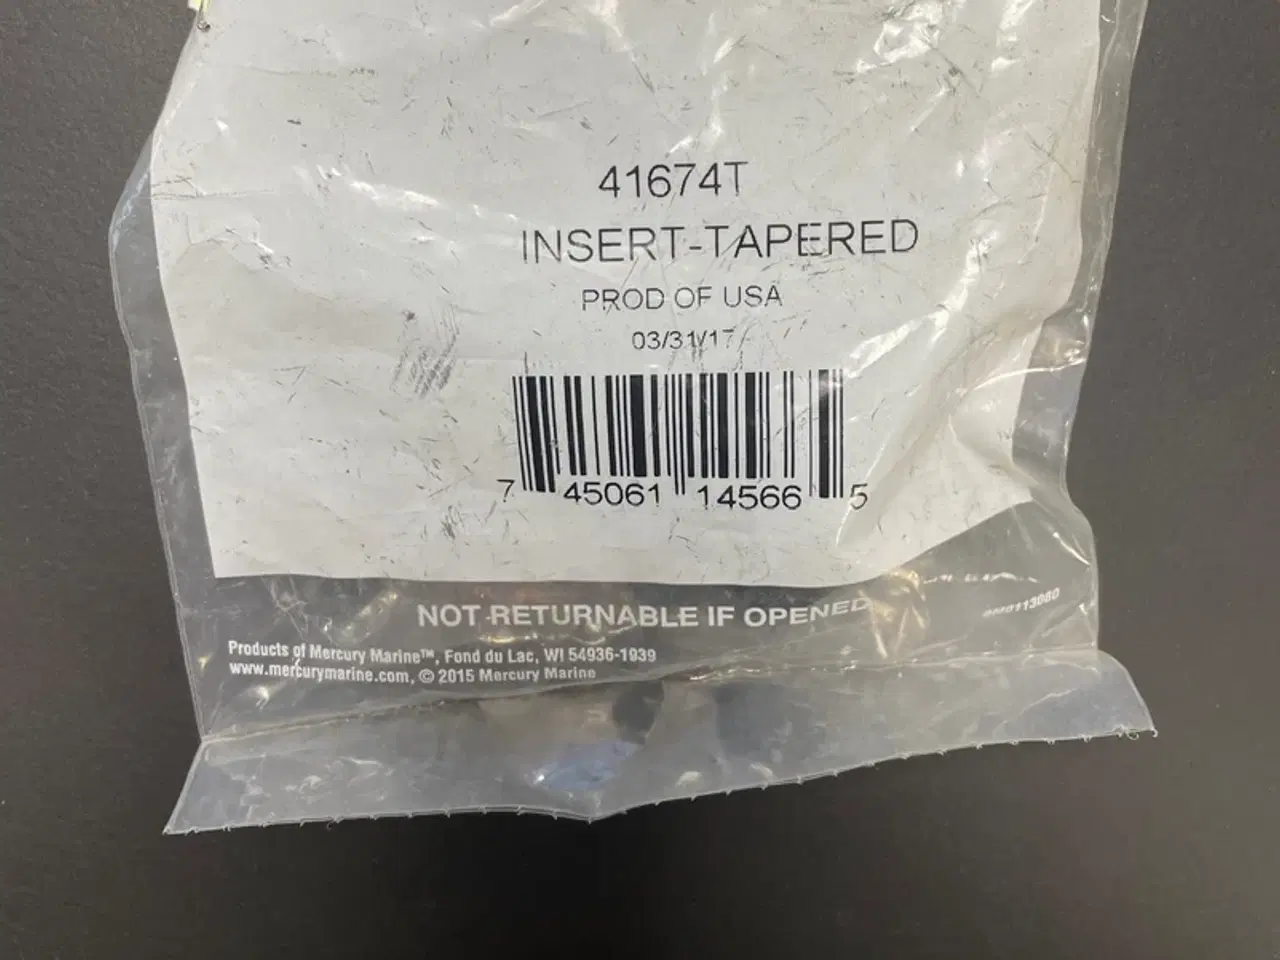 41674T
INSERT-TAPERED
PROD OF USA
03/31/17
7 45061 14566 5
NOT RETURNABLE IF OPENED
Products of Mercury Marine™, Fond du Lac, WI 54936-1939
www.mercurymarine.com, © 2015 Mercury Marine